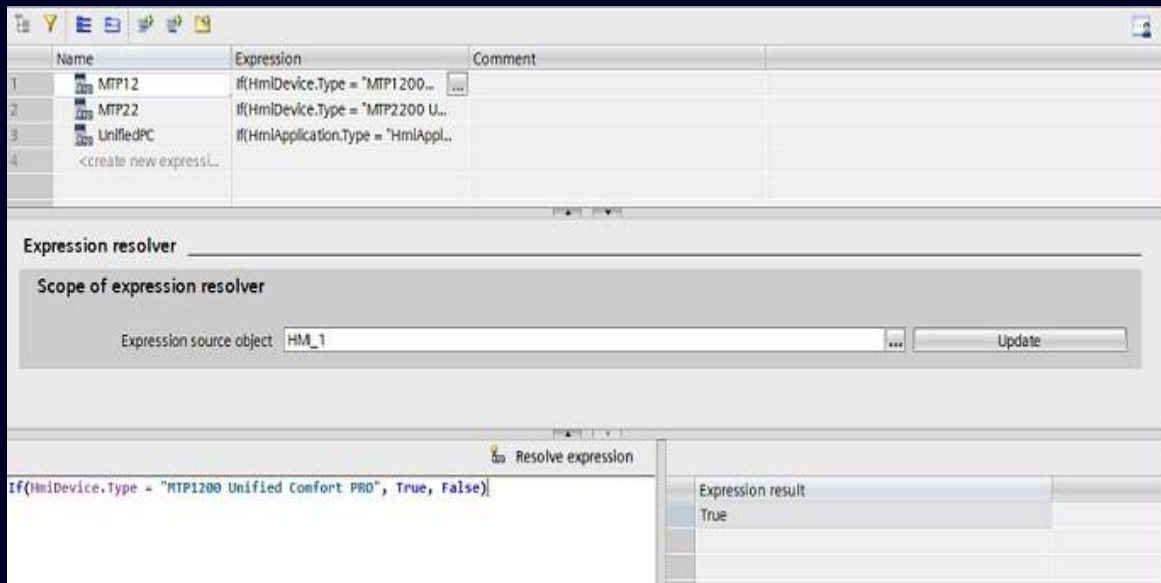 Name Expression Comment
1 MTP12 If(HmiDevice.Type = "MTP1200... ...
2 MTP22 If(HmiDevice.Type = "MTP2200 U...
3 UnifiedPC If(HmiApplication.Type = "HmiAppl...
4 <create new expressi...
Expression resolver
Scope of expression resolver
Expression source object HMI_1 ... Update
Resolve expression
If(HmiDevice.Type = "MTP1200 Unified Comfort PRO", True, False)
Expression result
True